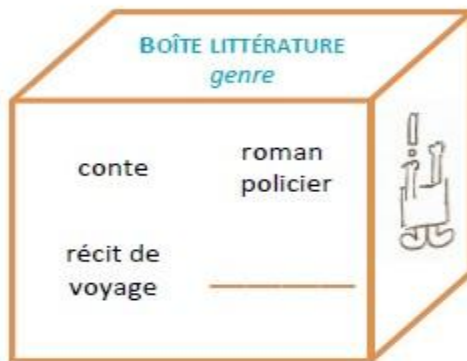 BOÎTE LITTÉRATURE
genre
conte
roman
policier
récit de
voyage